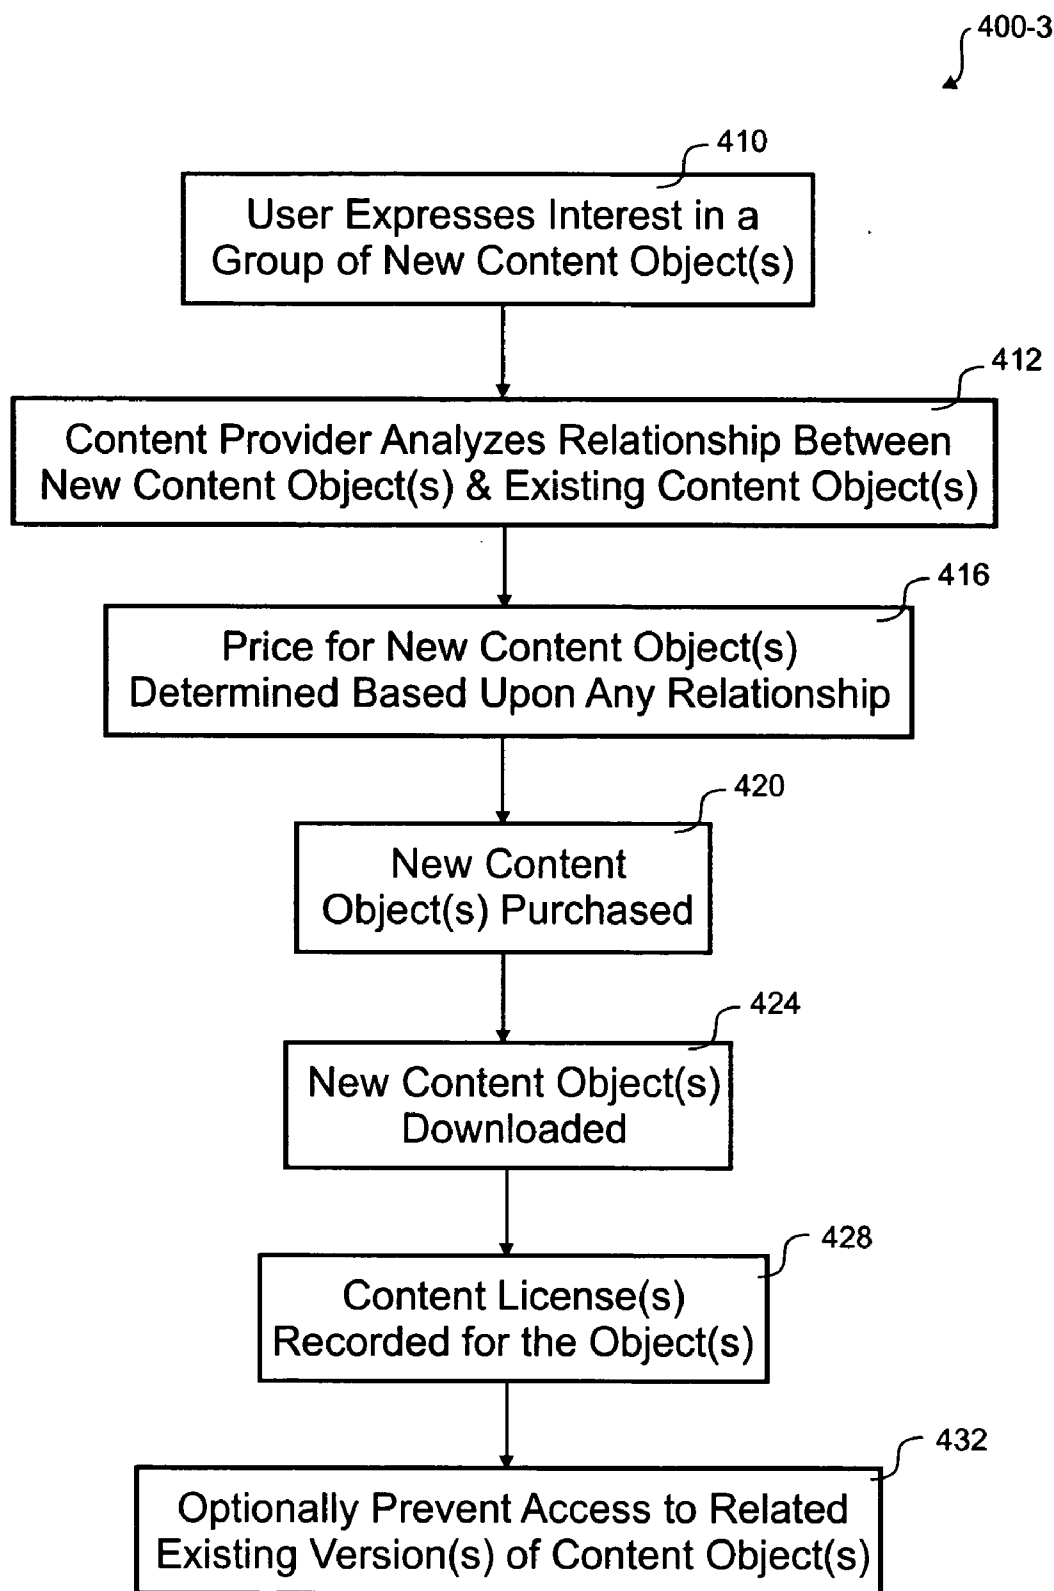 400-3
410
User Expresses Interest in a
Group of New Content Object(s)
412
Content Provider Analyzes Relationship Between
New Content Object(s) & Existing Content Object(s)
416
Price for New Content Object(s)
Determined Based Upon Any Relationship
420
New Content
Object(s) Purchased
424
New Content Object(s)
Downloaded
428
Content License(s)
Recorded for the Object(s)
432
Optionally Prevent Access to Related
Existing Version(s) of Content Object(s)